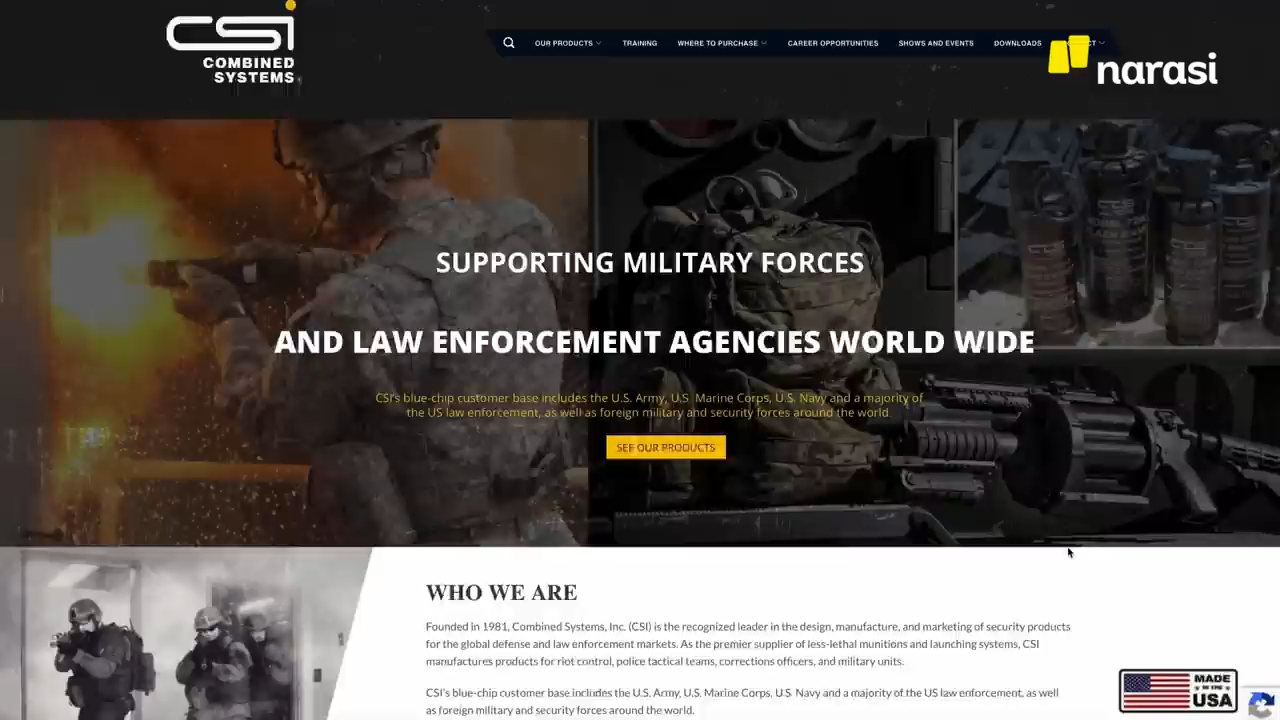 CSI
COMBINED
SYSTEMS
OUR PRODUCTS
TRAINING
WHERE TO PURCHASE
CAREER OPPORTUNITIES
SHOWS AND EVENTS
DOWNLOADS
narasi
SUPPORTING MILITARY FORCES
AND LAW ENFORCEMENT AGENCIES WORLD WIDE
CSI's blue-chip customer base includes the U.S. Army, U.S Marine Corps, U.S. Navy and a majority of
the US law enforcement, as well as foreign military and security forces around the world.
SEE OUR PRODUCTS
WHO WE ARE
Founded in 1981, Combined Systems, Inc. (CSI) is the recognized leader in the design, manufacture, and marketing of security products
for the global defense and law enforcement markets. As the premier supplier of less-lethal munitions and launching systems, CSI
manufactures products for riot control, police tactical teams, corrections officers, and military units.
CSI's blue-chip customer base includes the U.S. Army, U.S. Marine Corps, U.S. Navy and a majority of the US law enforcement, as well
as foreign military and security forces around the world.
MADE
IN THE
USA